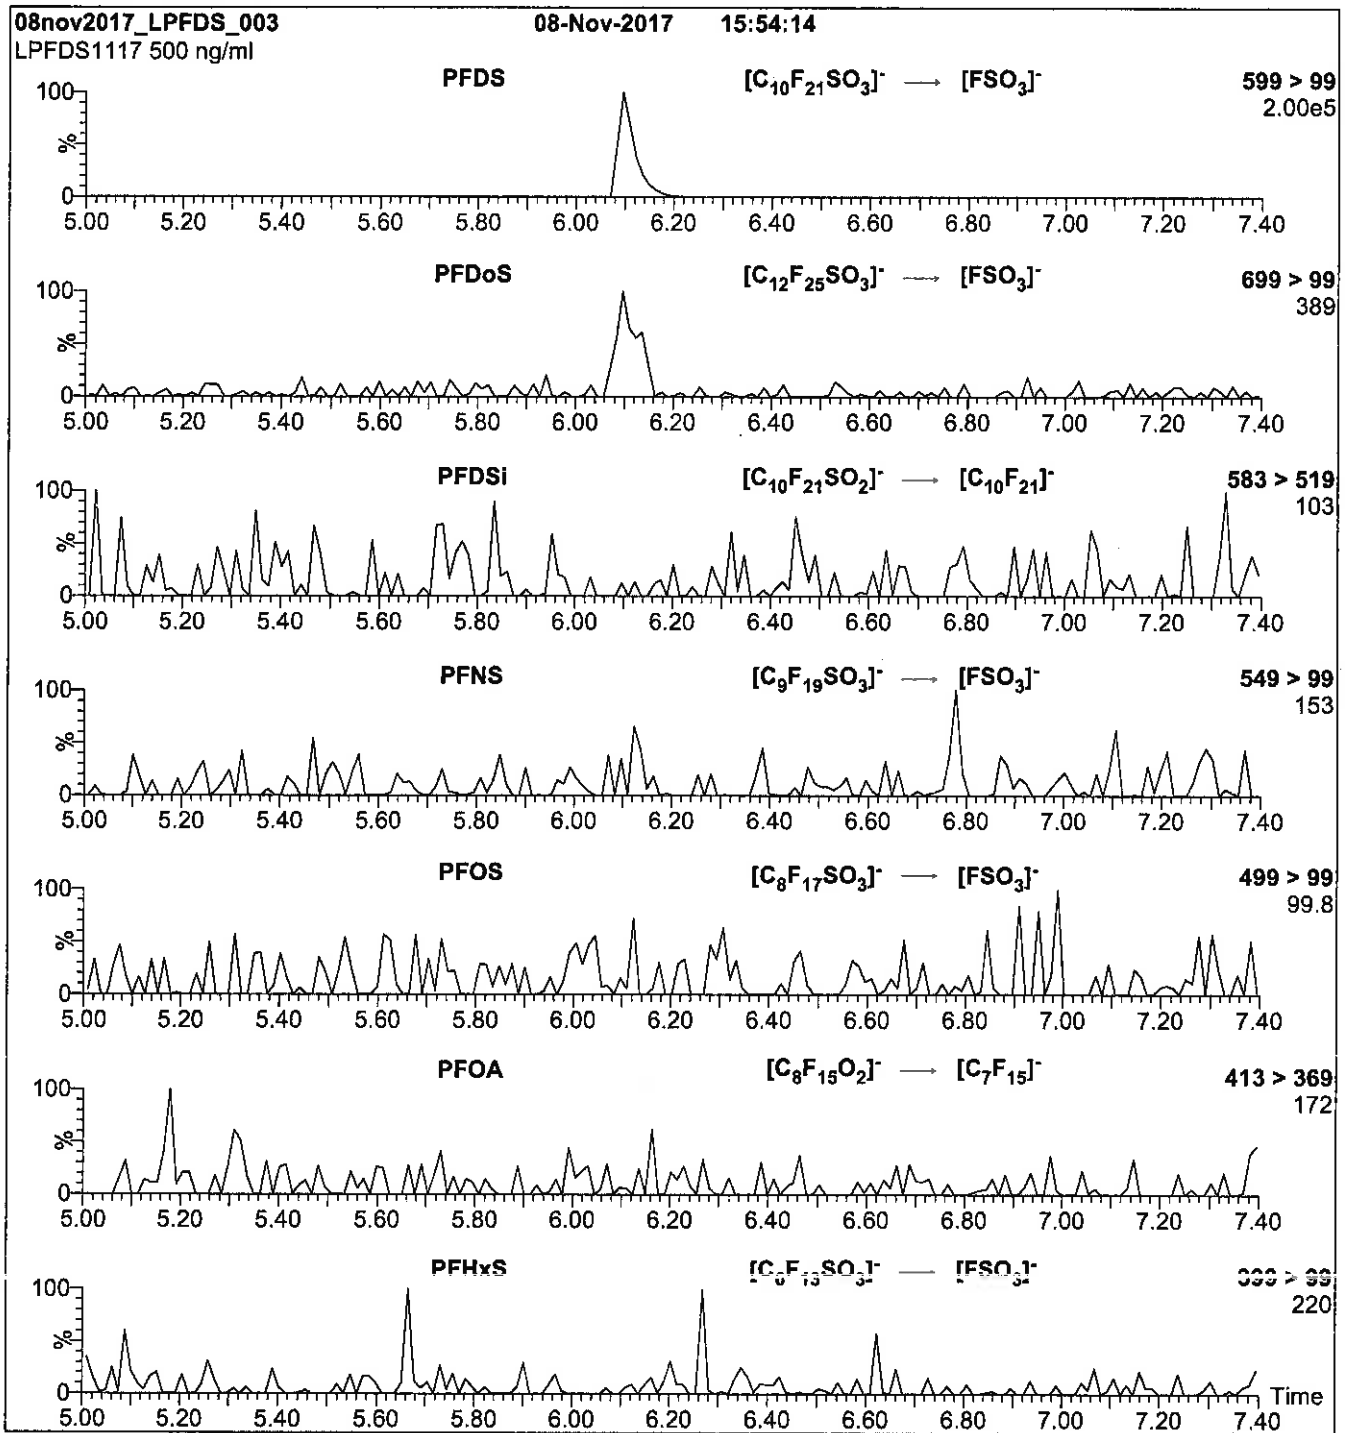 08nov2017_LPFDS_003 08-Nov-2017 15:54:14
LPFDS1117 500 ng/ml
PFDS [C10F21SO3]- → [FSO3]- 599 > 99
2.00e5
100
%
0
5.00 5.20 5.40 5.60 5.80 6.00 6.20 6.40 6.60 6.80 7.00 7.20 7.40
PFDoS [C12F25SO3]- → [FSO3]- 699 > 99
389
100
%
0
5.00 5.20 5.40 5.60 5.80 6.00 6.20 6.40 6.60 6.80 7.00 7.20 7.40
PFDSi [C10F21SO2]- → [C10F21]- 583 > 519
103
100
%
0
5.00 5.20 5.40 5.60 5.80 6.00 6.20 6.40 6.60 6.80 7.00 7.20 7.40
PFNS [C9F19SO3]- → [FSO3]- 549 > 99
153
100
%
0
5.00 5.20 5.40 5.60 5.80 6.00 6.20 6.40 6.60 6.80 7.00 7.20 7.40
PFOS [C8F17SO3]- → [FSO3]- 499 > 99
99.8
100
%
0
5.00 5.20 5.40 5.60 5.80 6.00 6.20 6.40 6.60 6.80 7.00 7.20 7.40
PFOA [C8F15O2]- → [C7F15]- 413 > 369
172
100
%
0
5.00 5.20 5.40 5.60 5.80 6.00 6.20 6.40 6.60 6.80 7.00 7.20 7.40
PFHxS [C6F13SO3]- → [FSO3]- 399 > 99
220
100
%
0
Time
5.00 5.20 5.40 5.60 5.80 6.00 6.20 6.40 6.60 6.80 7.00 7.20 7.40